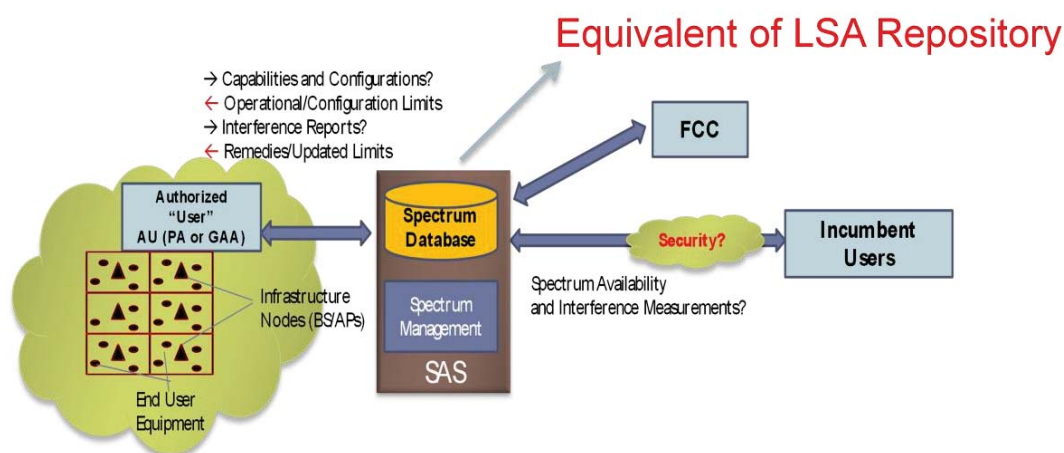 Equivalent of LSA Repository
→ Capabilities and Configurations?
← Operational/Configuration Limits
→ Interference Reports?
← Remedies/Updated Limits
FCC
Authorized
“User”
AU (PA or GAA)
Spectrum
Database
Security?
Incumbent
Users
Spectrum Availability
and Interference Measurements?
Infrastructure
Nodes (BS/APs)
Spectrum
Management
SAS
End User
Equipment